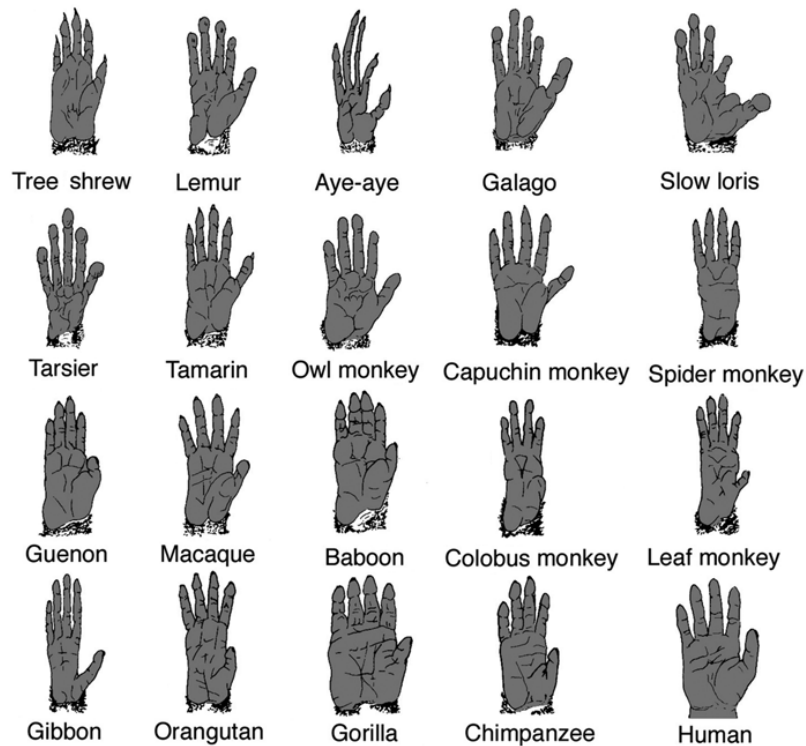 Tree shrew
Lemur
Aye-aye
Galago
Slow loris
Tarsier
Tamarin
Owl monkey
Capuchin monkey
Spider monkey
Guenon
Macaque
Baboon
Colobus monkey
Leaf monkey
Gibbon
Orangutan
Gorilla
Chimpanzee
Human